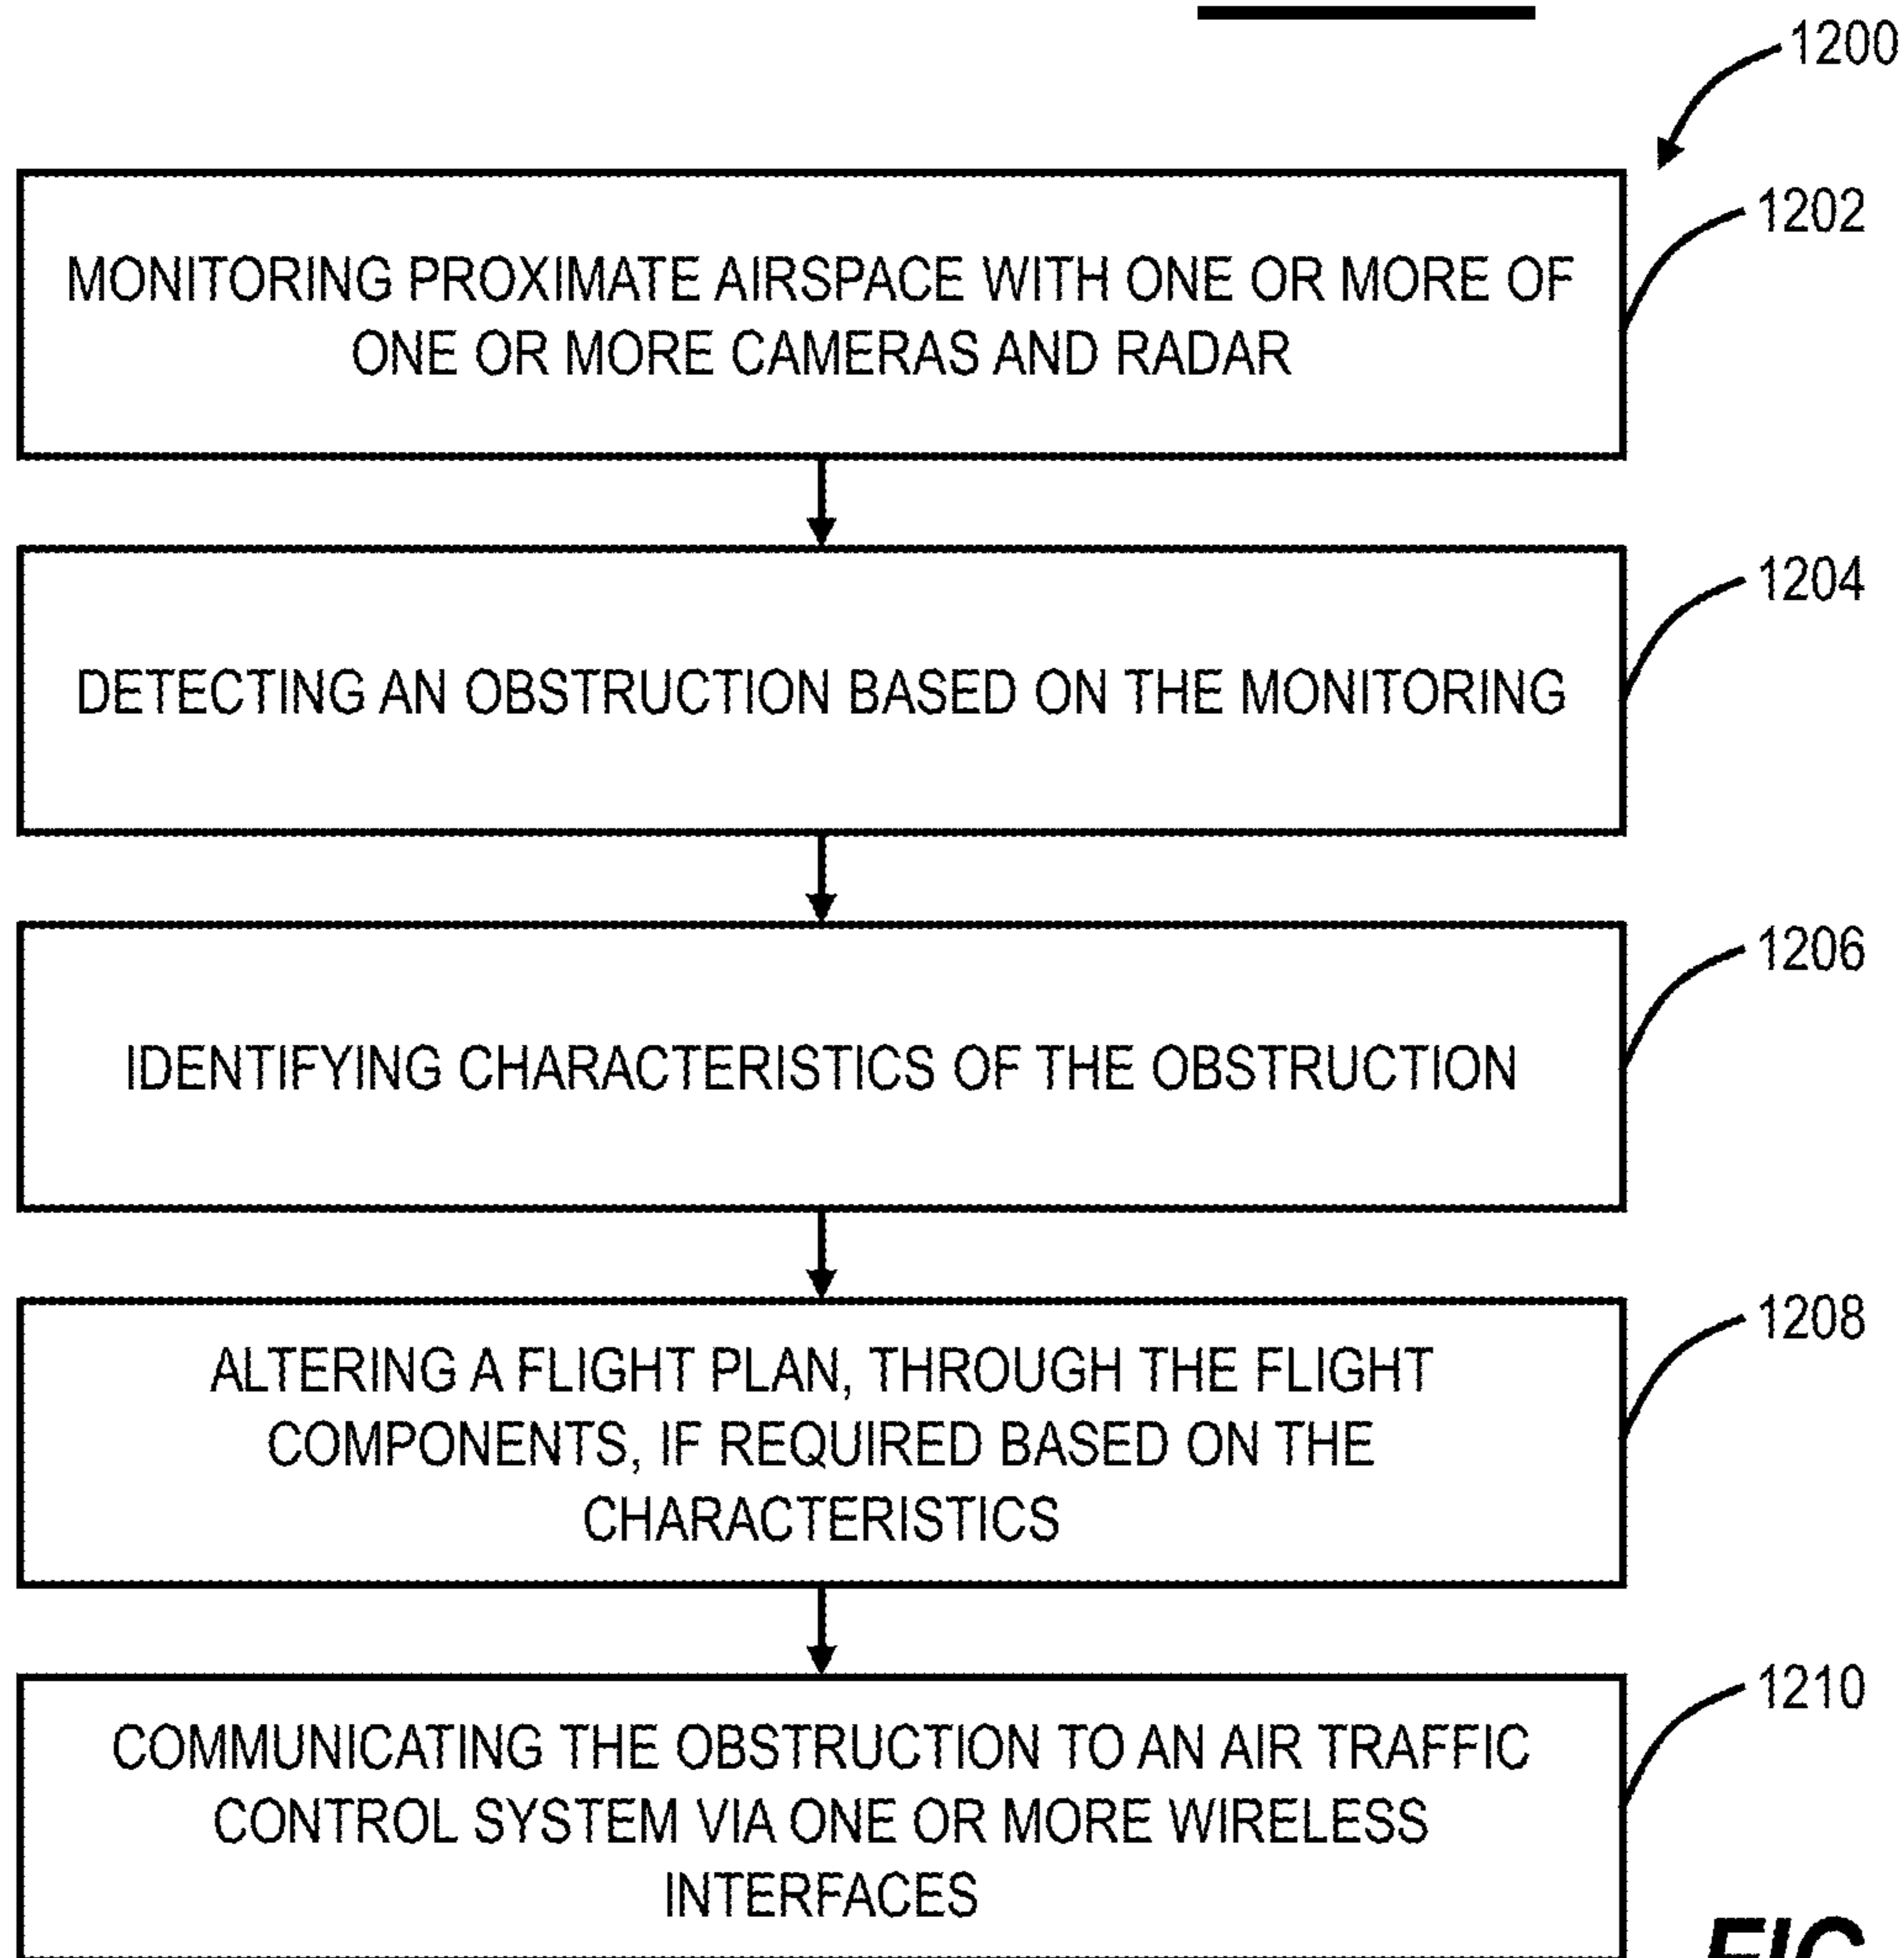 1200
1202
MONITORING PROXIMATE AIRSPACE WITH ONE OR MORE OF
ONE OR MORE CAMERAS AND RADAR
1204
DETECTING AN OBSTRUCTION BASED ON THE MONITORING
1206
IDENTIFYING CHARACTERISTICS OF THE OBSTRUCTION
1208
ALTERING A FLIGHT PLAN, THROUGH THE FLIGHT
COMPONENTS, IF REQUIRED BASED ON THE
CHARACTERISTICS
1210
COMMUNICATING THE OBSTRUCTION TO AN AIR TRAFFIC
CONTROL SYSTEM VIA ONE OR MORE WIRELESS
INTERFACES